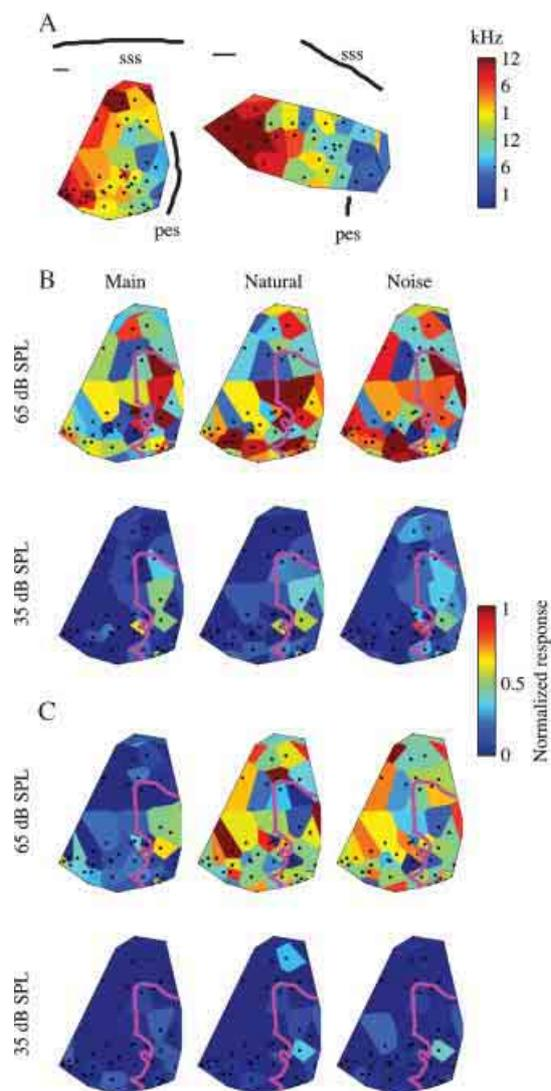 A
sss
sss
pes
pes
kHz
12
6
1
12
6
1
B
Main
Natural
Noise
65 dB SPL
35 dB SPL
1
0.5
0
Normalized response
C
65 dB SPL
35 dB SPL